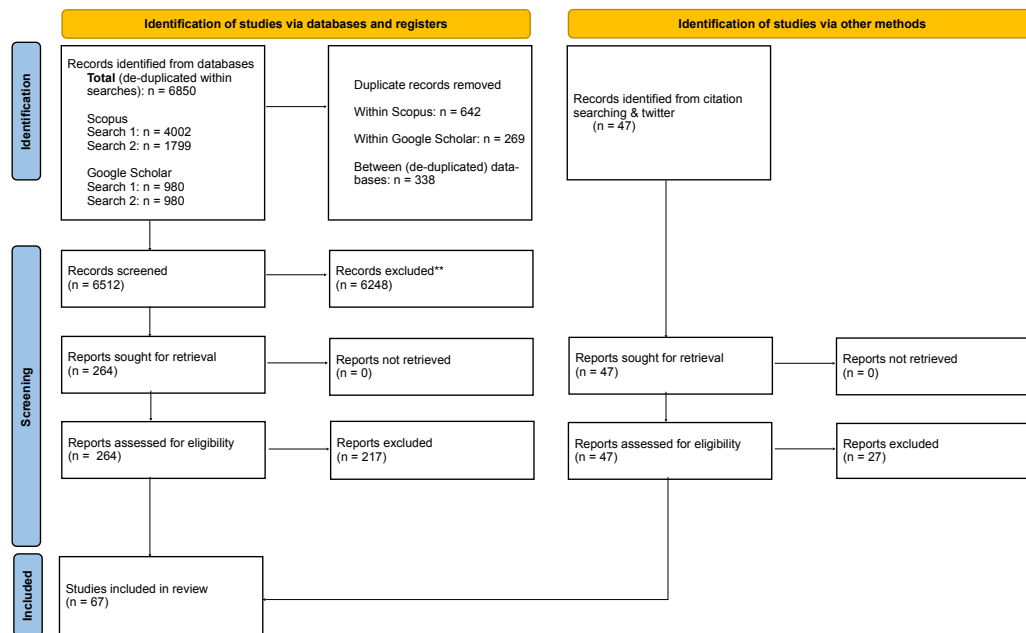 Identification of studies via databases and registers
Identification of studies via other methods
Identification
Records identified from databases
Total (de-duplicated within
searches): n = 6850
Scopus
Search 1: n = 4002
Search 2: n = 1799
Google Scholar
Search 1: n = 980
Search 2: n = 980
Duplicate records removed
Within Scopus: n = 642
Within Google Scholar: n = 269
Between (de-duplicated) data-
bases: n = 338
Records identified from citation
searching & twitter
(n = 47)
Screening
Records screened
(n = 6512)
Records excluded**
(n = 6248)
Reports sought for retrieval
(n = 264)
Reports not retrieved
(n = 0)
Reports sought for retrieval
(n = 47)
Reports not retrieved
(n = 0)
Reports assessed for eligibility
(n = 264)
Reports excluded
(n = 217)
Reports assessed for eligibility
(n = 47)
Reports excluded
(n = 27)
Included
Studies included in review
(n = 67)